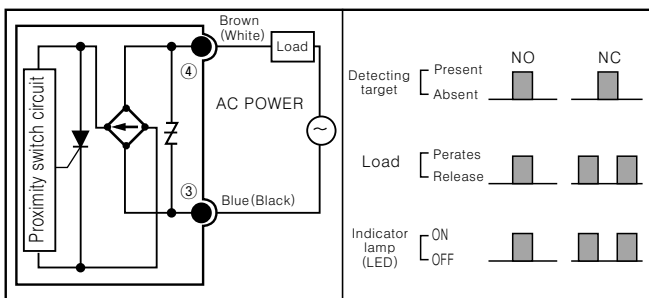 Proximity switch circuit
Brown
(White)
④
Load
AC POWER
~
③
Blue(Black)
NO
NC
Detecting
target
Present
Absent
Load
Perates
Release
Indicator
lamp
(LED)
ON
OFF